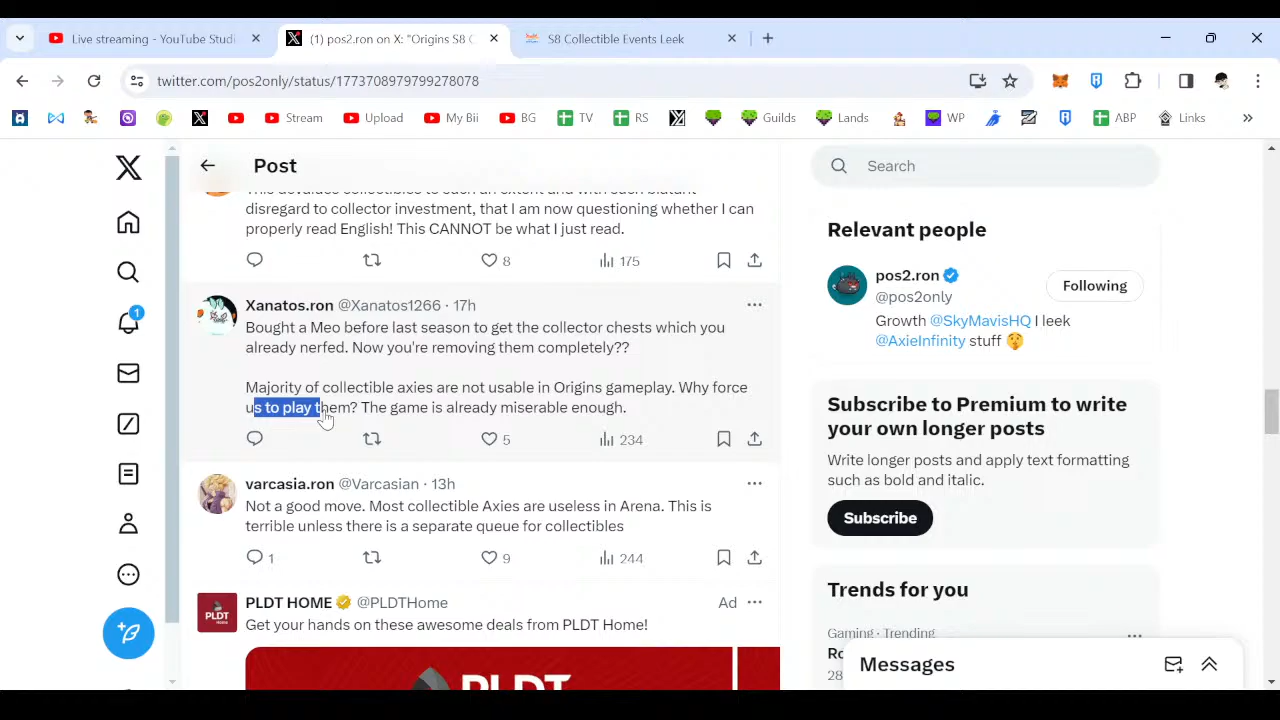 Live streaming - YouTube Studi
(1) pos2.ron on X: "Origins S8 C
S8 Collectible Events Leek
twitter.com/pos2only/status/1773708979799278078
Stream
Upload
My Bii
BG
TV
RS
Guilds
Lands
WP
ABP
Links
Post
Search
This devalues collectibles to such an extent and with such blatant
disregard to collector investment, that I am now questioning whether I can
properly read English! This CANNOT be what I just read.
8
175
Xanatos.ron @Xanatos1266 · 17h
Bought a Meo before last season to get the collector chests which you
already nerfed. Now you're removing them completely??
Majority of collectible axies are not usable in Origins gameplay. Why force
us to play them? The game is already miserable enough.
5
234
varcasia.ron @Varcasian · 13h
Not a good move. Most collectible Axies are useless in Arena. This is
terrible unless there is a separate queue for collectibles
1
9
244
PLDT HOME @PLDTHome
Ad
PLDT
HOME
Get your hands on these awesome deals from PLDT Home!
PLDT
1
Relevant people
pos2.ron
@pos2only
Following
Growth @SkyMavisHQ I leek
@AxieInfinity stuff
Subscribe to Premium to write
your own longer posts
Write longer posts and apply text formatting
such as bold and italic.
Subscribe
Trends for you
Gaming · Trending
Ro
28
Messages